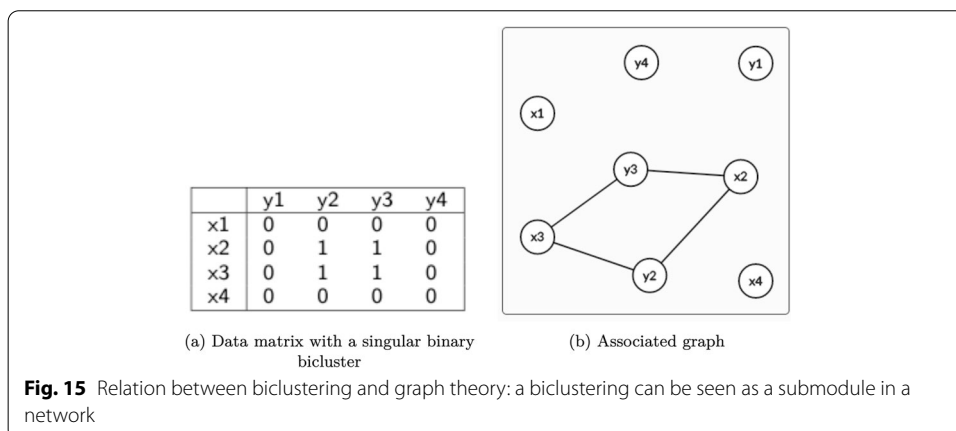 y1 y2 y3 y4
x1 0 0 0 0
x2 0 1 1 0
x3 0 1 1 0
x4 0 0 0 0
(a) Data matrix with a singular binary
bicluster
y4
y1
x1
y3
x2
x3
y2
x4
(b) Associated graph
Fig. 15 Relation between biclustering and graph theory: a biclustering can be seen as a submodule in a
network